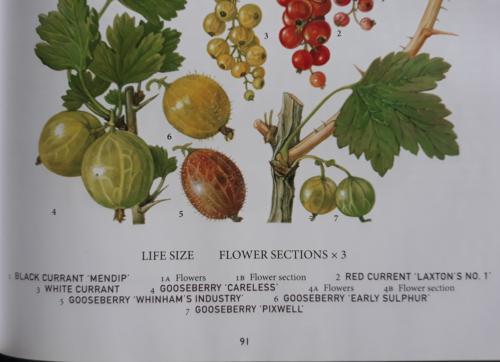 3
2
6
4
5
7
LIFE SIZE FLOWER SECTIONS × 3
1 BLACK CURRANT 'MENDIP' 1A Flowers 1B Flower section 2 RED CURRENT 'LAXTON'S NO. 1'
3 WHITE CURRANT 4 GOOSEBERRY 'CARELESS' 4A Flowers 4B Flower section
5 GOOSEBERRY 'WHINHAM'S INDUSTRY' 6 GOOSEBERRY 'EARLY SULPHUR'
7 GOOSEBERRY 'PIXWELL'
91